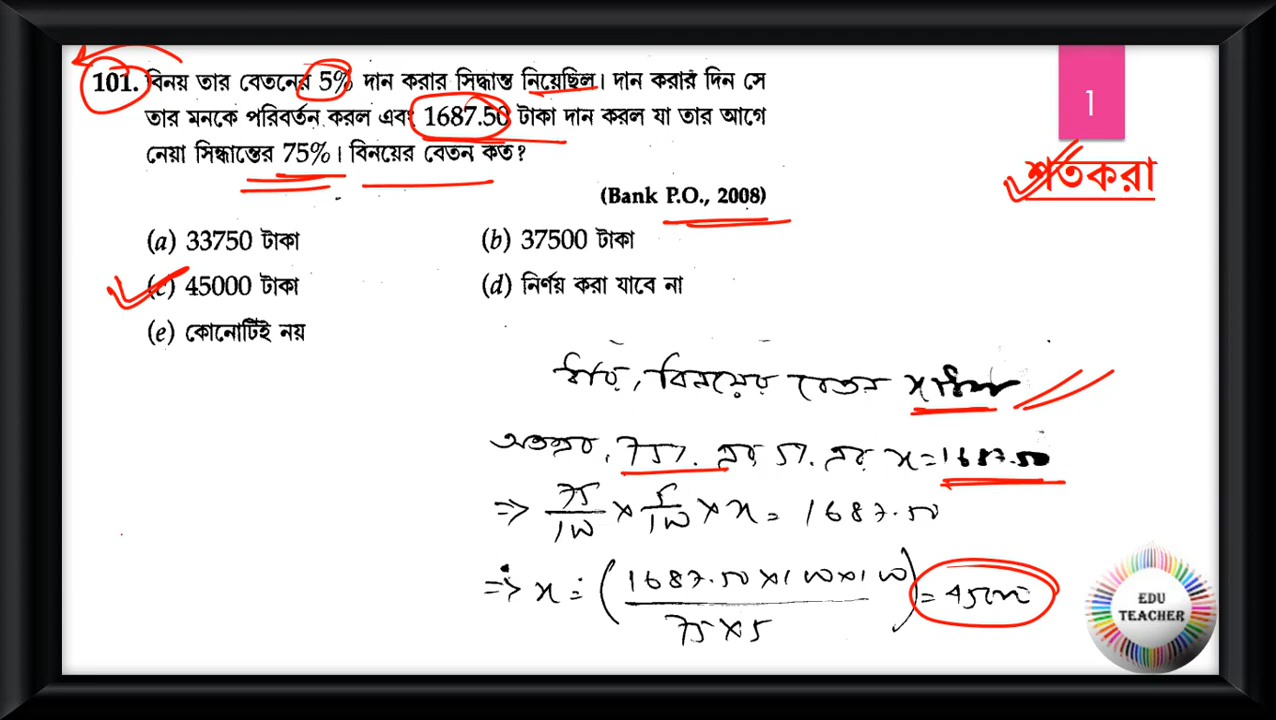 101. বিনয় তার বেতনের 5% দান করার সিদ্ধান্ত নিয়েছিল। দান করার দিন সে
তার মনকে পরিবর্তন করল এবং 1687.50 টাকা দান করল যা তার আগে
নেয়া সিদ্ধান্তের 75%। বিনয়ের বেতন কত?
(Bank P.O., 2008)
(a) 33750 টাকা
(b) 37500 টাকা
(c) 45000 টাকা
(d) নির্ণয় করা যাবে না
(e) কোনোটিই নয়
1
শতকরা
ধরি, বিনয়ের বেতন x
অতএব, 75% এর 5% এর x = 1687.50
⇒ 75/100 × 5/100 × x = 1687.50
⇒ x = (1687.50 × 100 × 100 / 75 × 5) = 45000
EDU
TEACHER